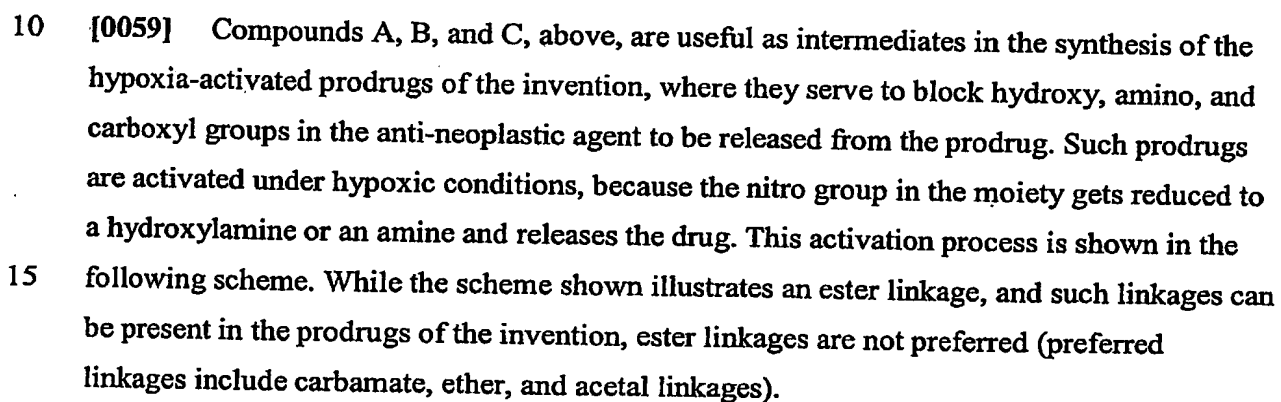 10 [0059] Compounds A, B, and C, above, are useful as intermediates in the synthesis of the
hypoxia-activated prodrugs of the invention, where they serve to block hydroxy, amino, and
carboxyl groups in the anti-neoplastic agent to be released from the prodrug. Such prodrugs
are activated under hypoxic conditions, because the nitro group in the moiety gets reduced to
a hydroxylamine or an amine and releases the drug. This activation process is shown in the
15 following scheme. While the scheme shown illustrates an ester linkage, and such linkages can
be present in the prodrugs of the invention, ester linkages are not preferred (preferred
linkages include carbamate, ether, and acetal linkages).